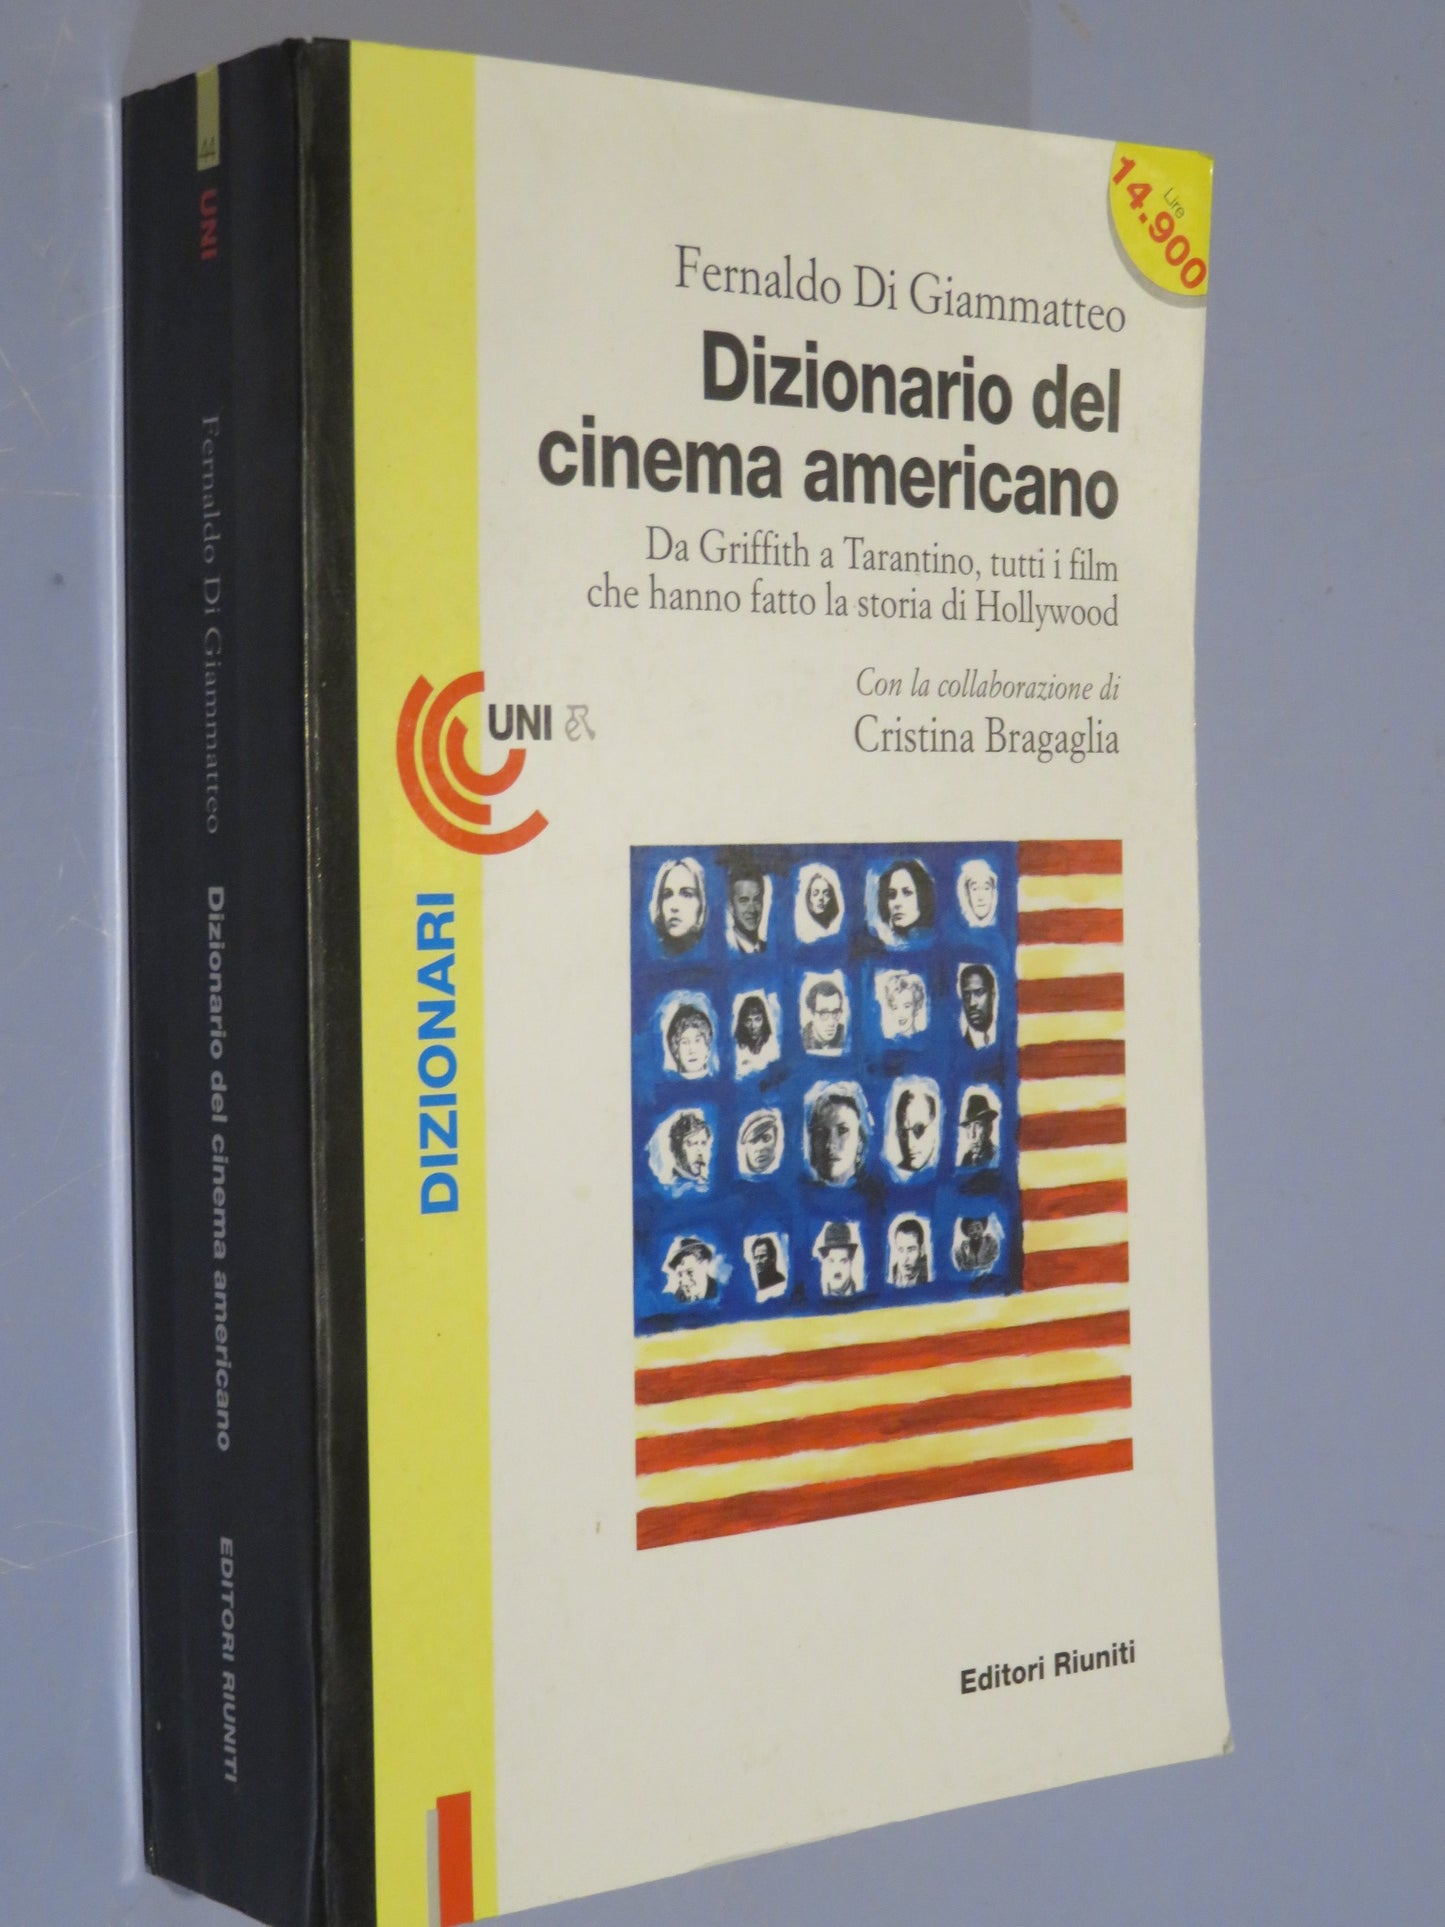 44
UNI
Fernaldo Di Giammatteo Dizionario del cinema americano EDITORI RIUNITI
Lire
14.900
Fernaldo Di Giammatteo
Dizionario del
cinema americano
Da Griffith a Tarantino, tutti i film
che hanno fatto la storia di Hollywood
Con la collaborazione di
Cristina Bragaglia
UNI ER
DIZIONARI
Editori Riuniti